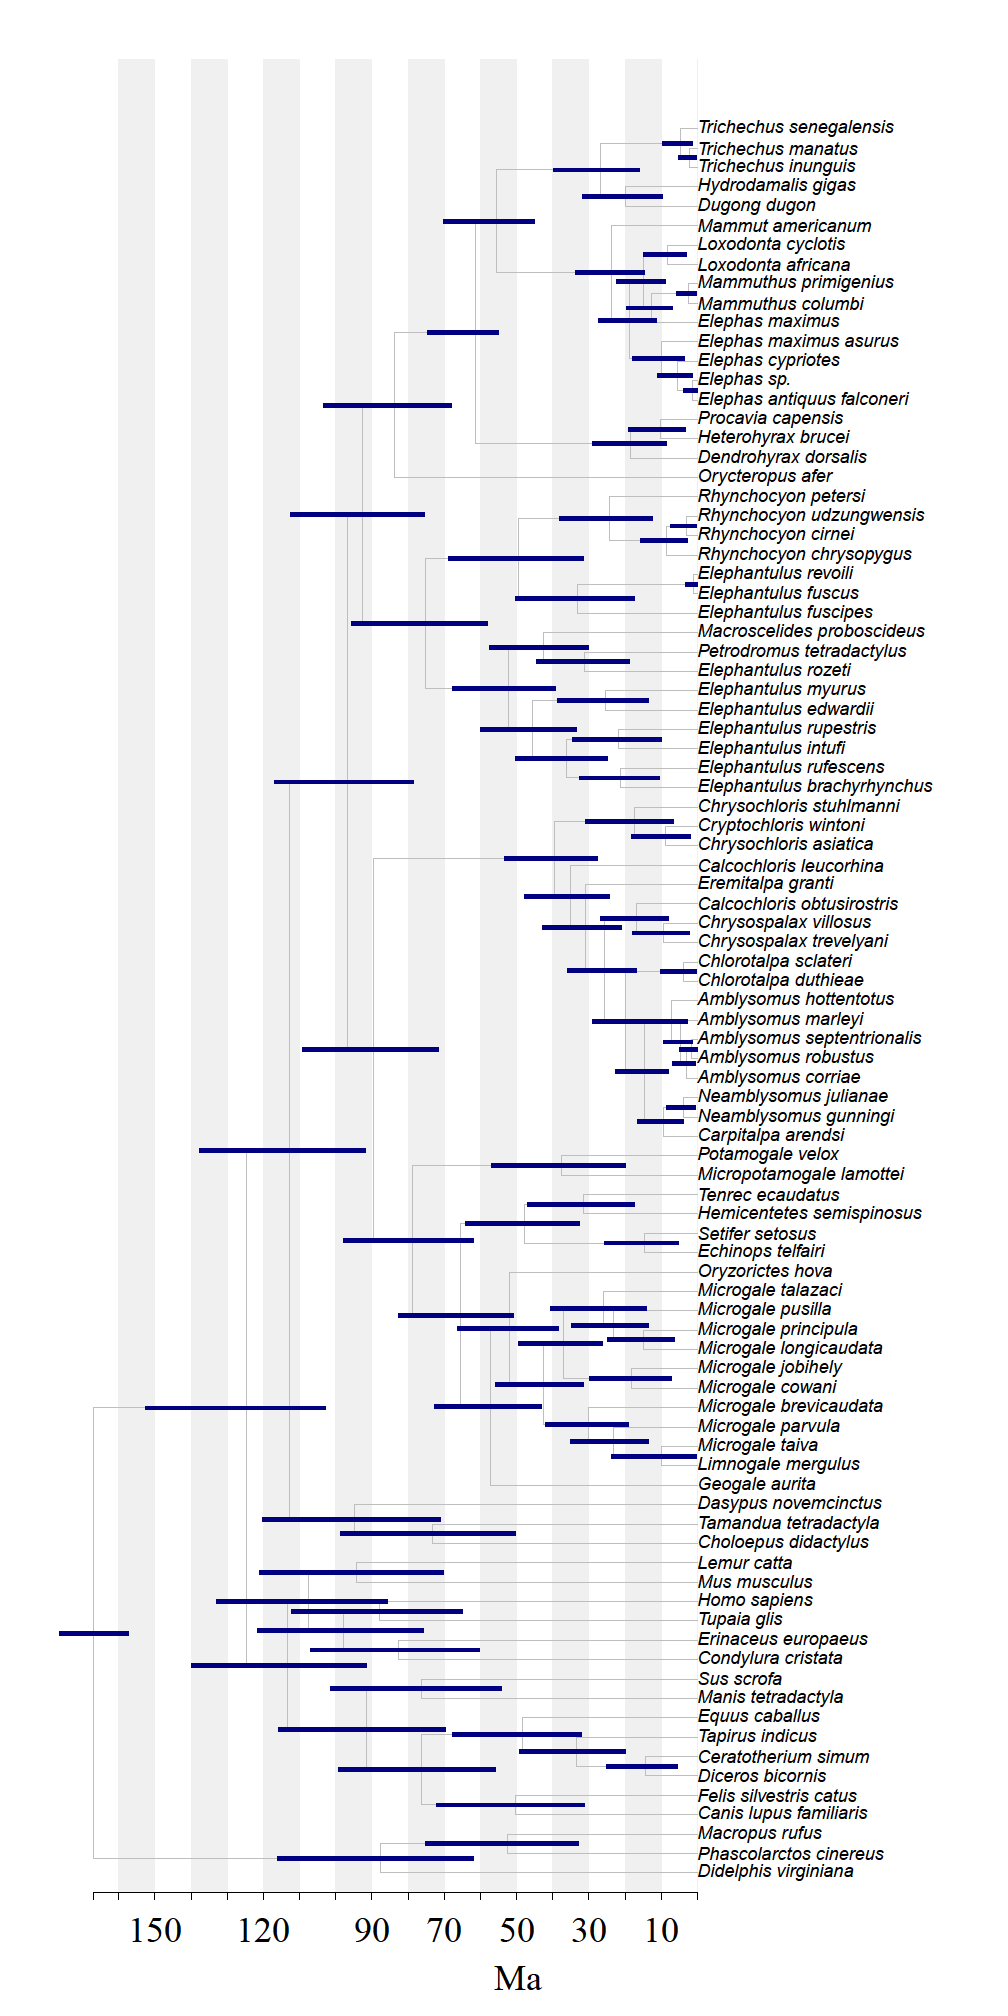 Trichechus senegalensis
Trichechus manatus
Trichechus inunguis
Hydrodamalis gigas
Dugong dugon
Mammut americanum
Loxodonta cyclotis
Loxodonta africana
Mammuthus primigenius
Mammuthus columbi
Elephas maximus
Elephas maximus asurus
Elephas cypriotes
Elephas sp.
Elephas antiquus falconeri
Procavia capensis
Heterohyrax brucei
Dendrohyrax dorsalis
Orycteropus afer
Rhynchocyon petersi
Rhynchocyon udzungwensis
Rhynchocyon cirnei
Rhynchocyon chrysopygus
Elephantulus revoili
Elephantulus fuscus
Elephantulus fuscipes
Macroscelides proboscideus
Petrodromus tetradactylus
Elephantulus rozeti
Elephantulus myurus
Elephantulus edwardii
Elephantulus rupestris
Elephantulus intufi
Elephantulus rufescens
Elephantulus brachyrhynchus
Chrysochloris stuhlmanni
Cryptochloris wintoni
Chrysochloris asiatica
Calcochloris leucorhina
Eremitalpa granti
Calcochloris obtusirostris
Chrysospalax villosus
Chrysospalax trevelyani
Chlorotalpa sclateri
Chlorotalpa duthieae
Amblysomus hottentotus
Amblysomus marleyi
Amblysomus septentrionalis
Amblysomus robustus
Amblysomus corriae
Neamblysomus julianae
Neamblysomus gunningi
Carpitalpa arendsi
Potamogale velox
Micropotamogale lamottei
Tenrec ecaudatus
Hemicentetes semispinosus
Setifer setosus
Echinops telfairi
Oryzorictes hova
Microgale talazaci
Microgale pusilla
Microgale principula
Microgale longicaudata
Microgale jobihely
Microgale cowani
Microgale brevicaudata
Microgale parvula
Microgale taiva
Limnogale mergulus
Geogale aurita
Dasypus novemcinctus
Tamandua tetradactyla
Choloepus didactylus
Lemur catta
Mus musculus
Homo sapiens
Tupaia glis
Erinaceus europaeus
Condylura cristata
Sus scrofa
Manis tetradactyla
Equus caballus
Tapirus indicus
Ceratotherium simum
Diceros bicornis
Felis silvestris catus
Canis lupus familiaris
Macropus rufus
Phascolarctos cinereus
Didelphis virginiana
150 120 90 70 50 30 10
Ma